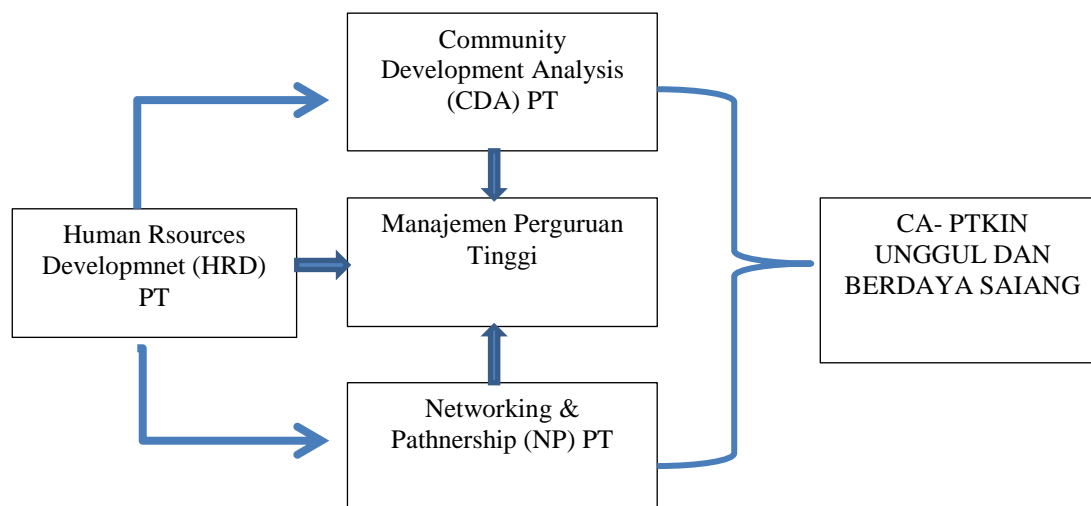 Community
Development Analysis
(CDA) PT
Human Rsources
Developmnet (HRD)
PT
Manajemen Perguruan
Tinggi
CA- PTKIN
UNGGUL DAN
BERDAYA SAIANG
Networking &
Pathnership (NP) PT